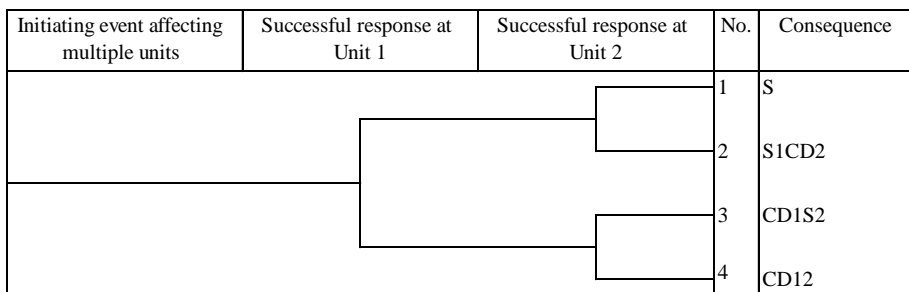 Initiating event affecting
multiple units
Successful response at
Unit 1
Successful response at
Unit 2
No.
Consequence
1 S
2 S1CD2
3 CD1S2
4 CD12